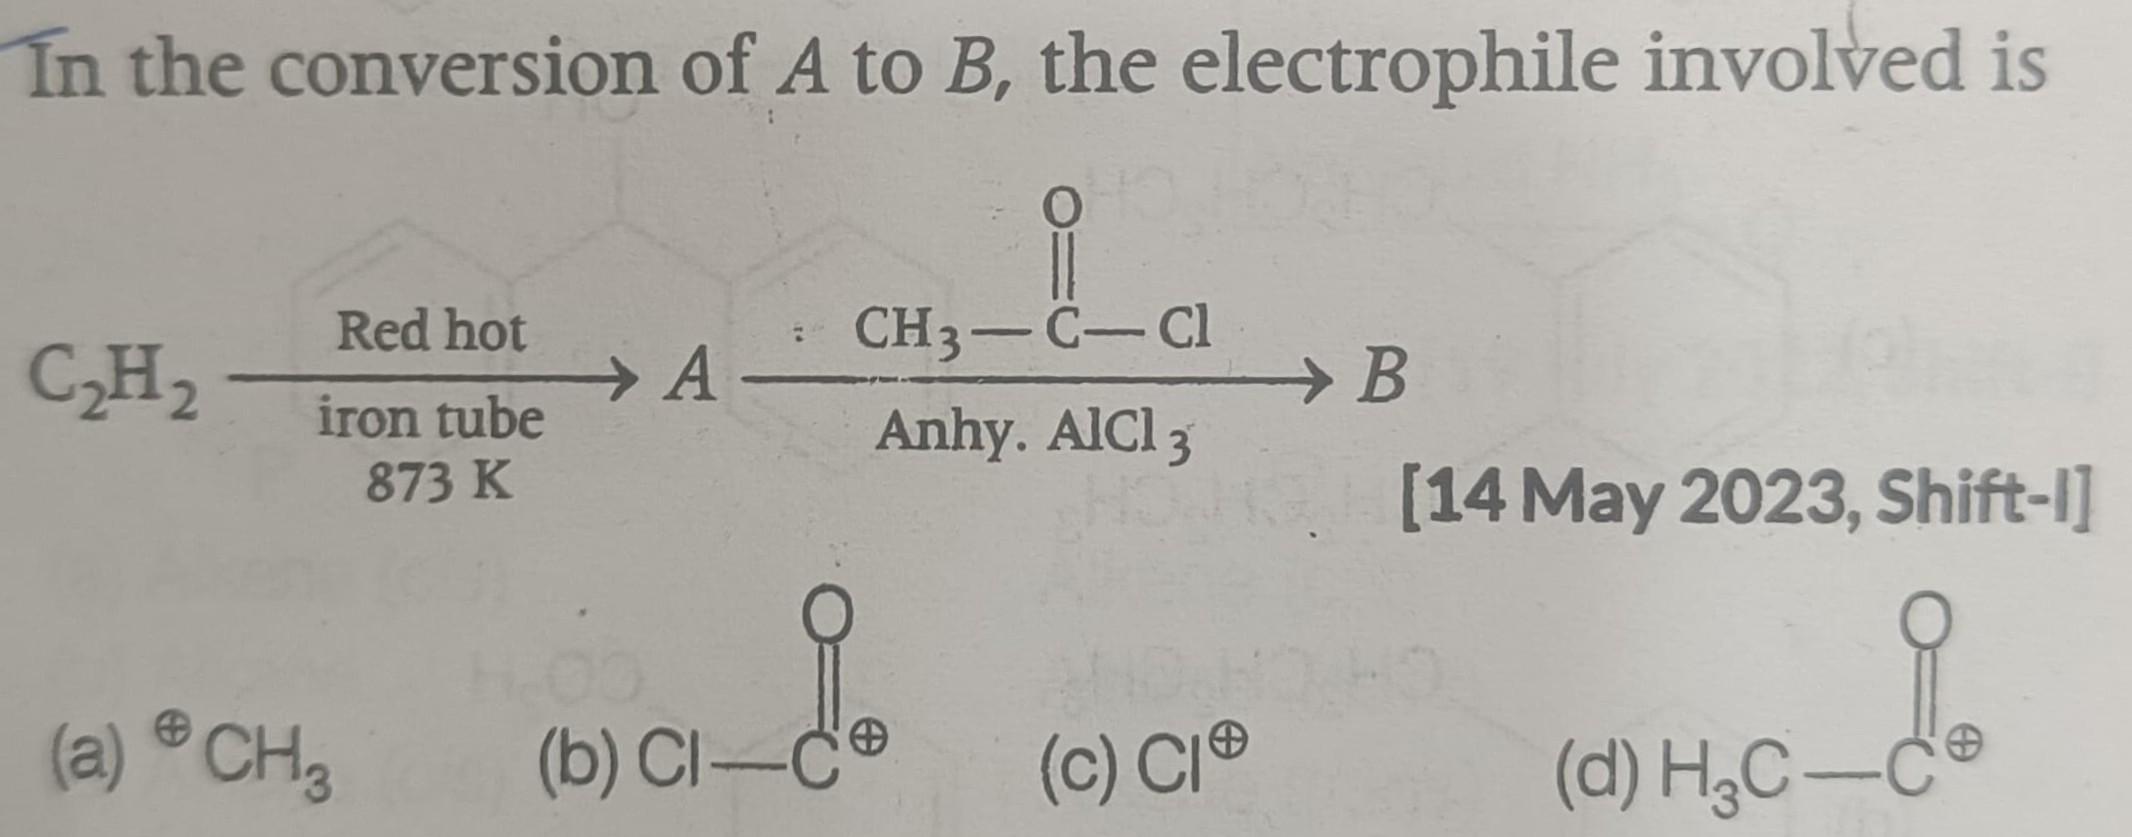 In the conversion of A to B, the electrophile involved is
O
CH₃—C—Cl
Red hot
C₂H₂ → A → B
iron tube
Anhy. AlCl₃
873 K
[14 May 2023, Shift-I]
O O
(a) ⊕CH₃ (b) Cl—C⊕ (c) Cl⊕ (d) H₃C—C⊕